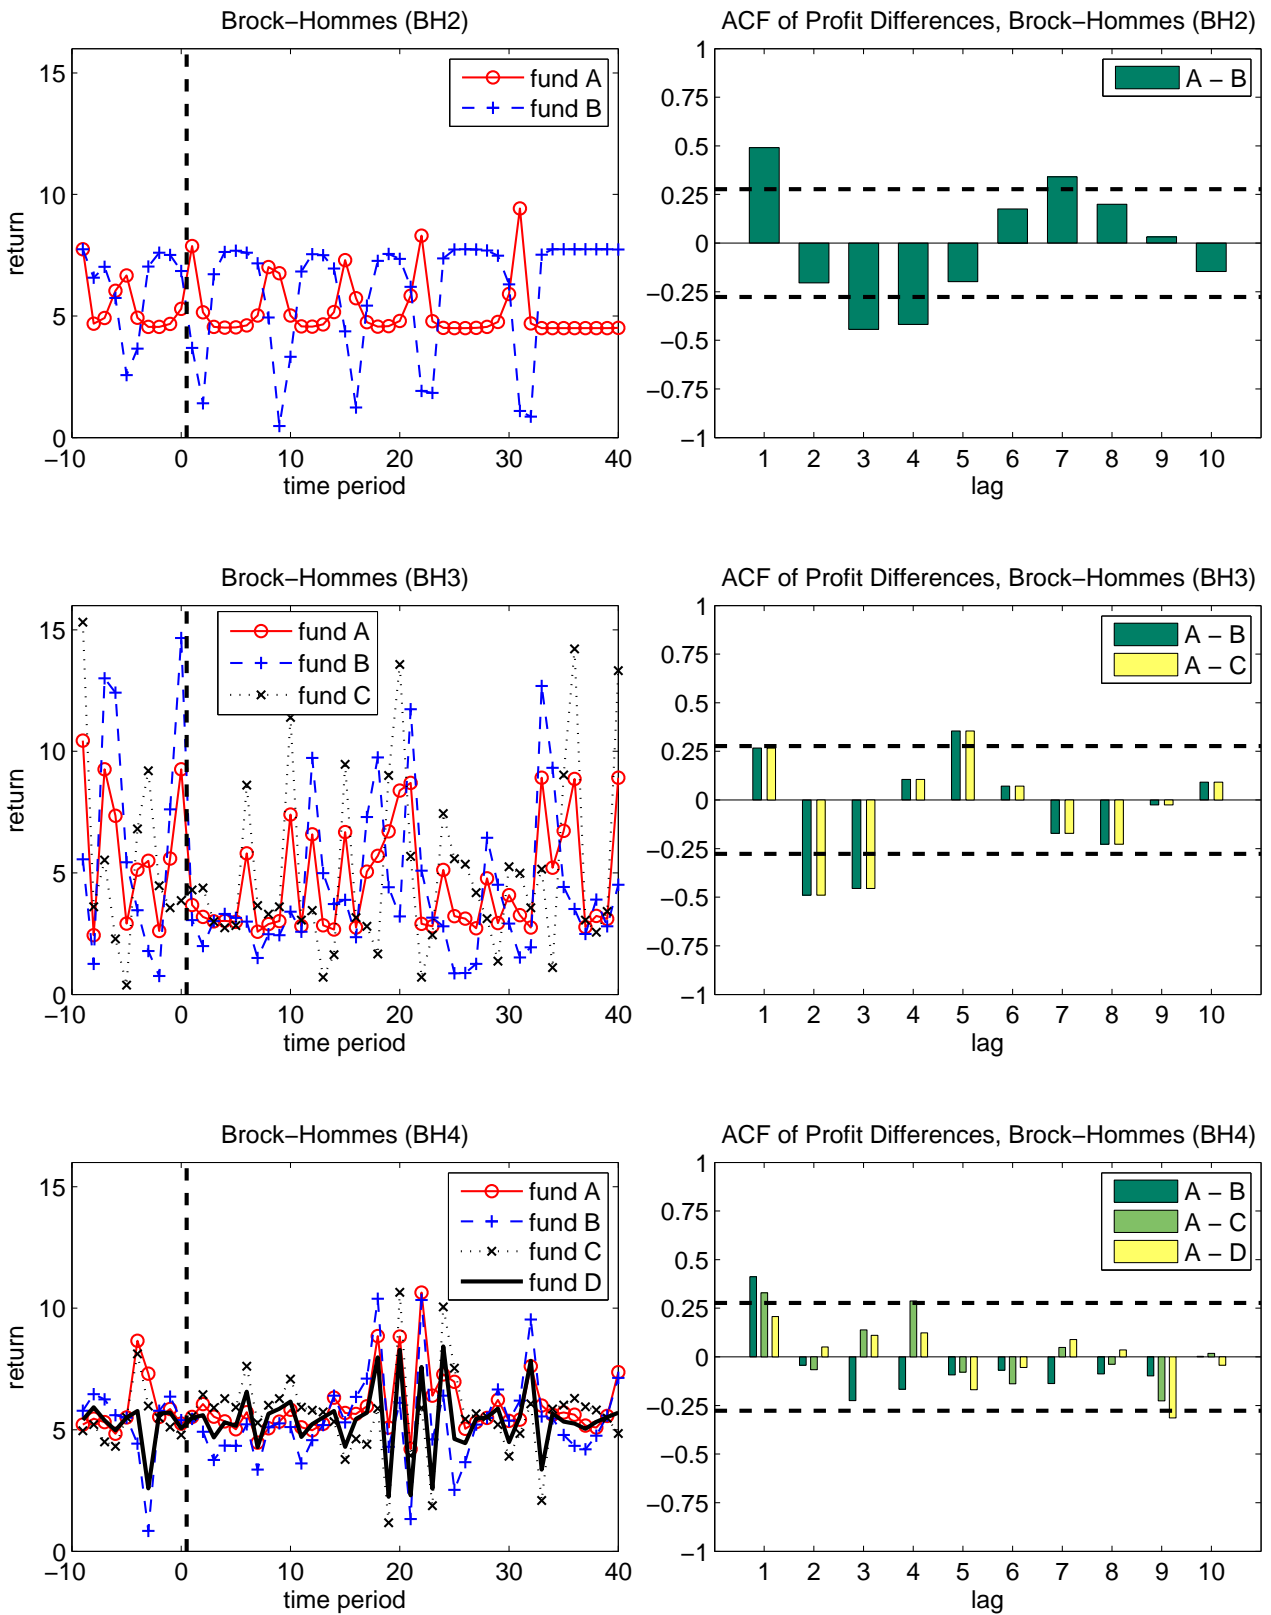 Brock−Hommes (BH2)
ACF of Profit Differences, Brock−Hommes (BH2)
return
15
10
5
0
−10
0
10
20
30
40
time period
fund A
fund B
1
0.75
0.5
0.25
0
−0.25
−0.5
−0.75
−1
1 2 3 4 5 6 7 8 9 10
lag
A − B
Brock−Hommes (BH3)
ACF of Profit Differences, Brock−Hommes (BH3)
return
15
10
5
0
−10
0
10
20
30
40
time period
fund A
fund B
fund C
1
0.75
0.5
0.25
0
−0.25
−0.5
−0.75
−1
1 2 3 4 5 6 7 8 9 10
lag
A − B
A − C
Brock−Hommes (BH4)
ACF of Profit Differences, Brock−Hommes (BH4)
return
15
10
5
0
−10
0
10
20
30
40
time period
fund A
fund B
fund C
fund D
1
0.75
0.5
0.25
0
−0.25
−0.5
−0.75
−1
1 2 3 4 5 6 7 8 9 10
lag
A − B
A − C
A − D